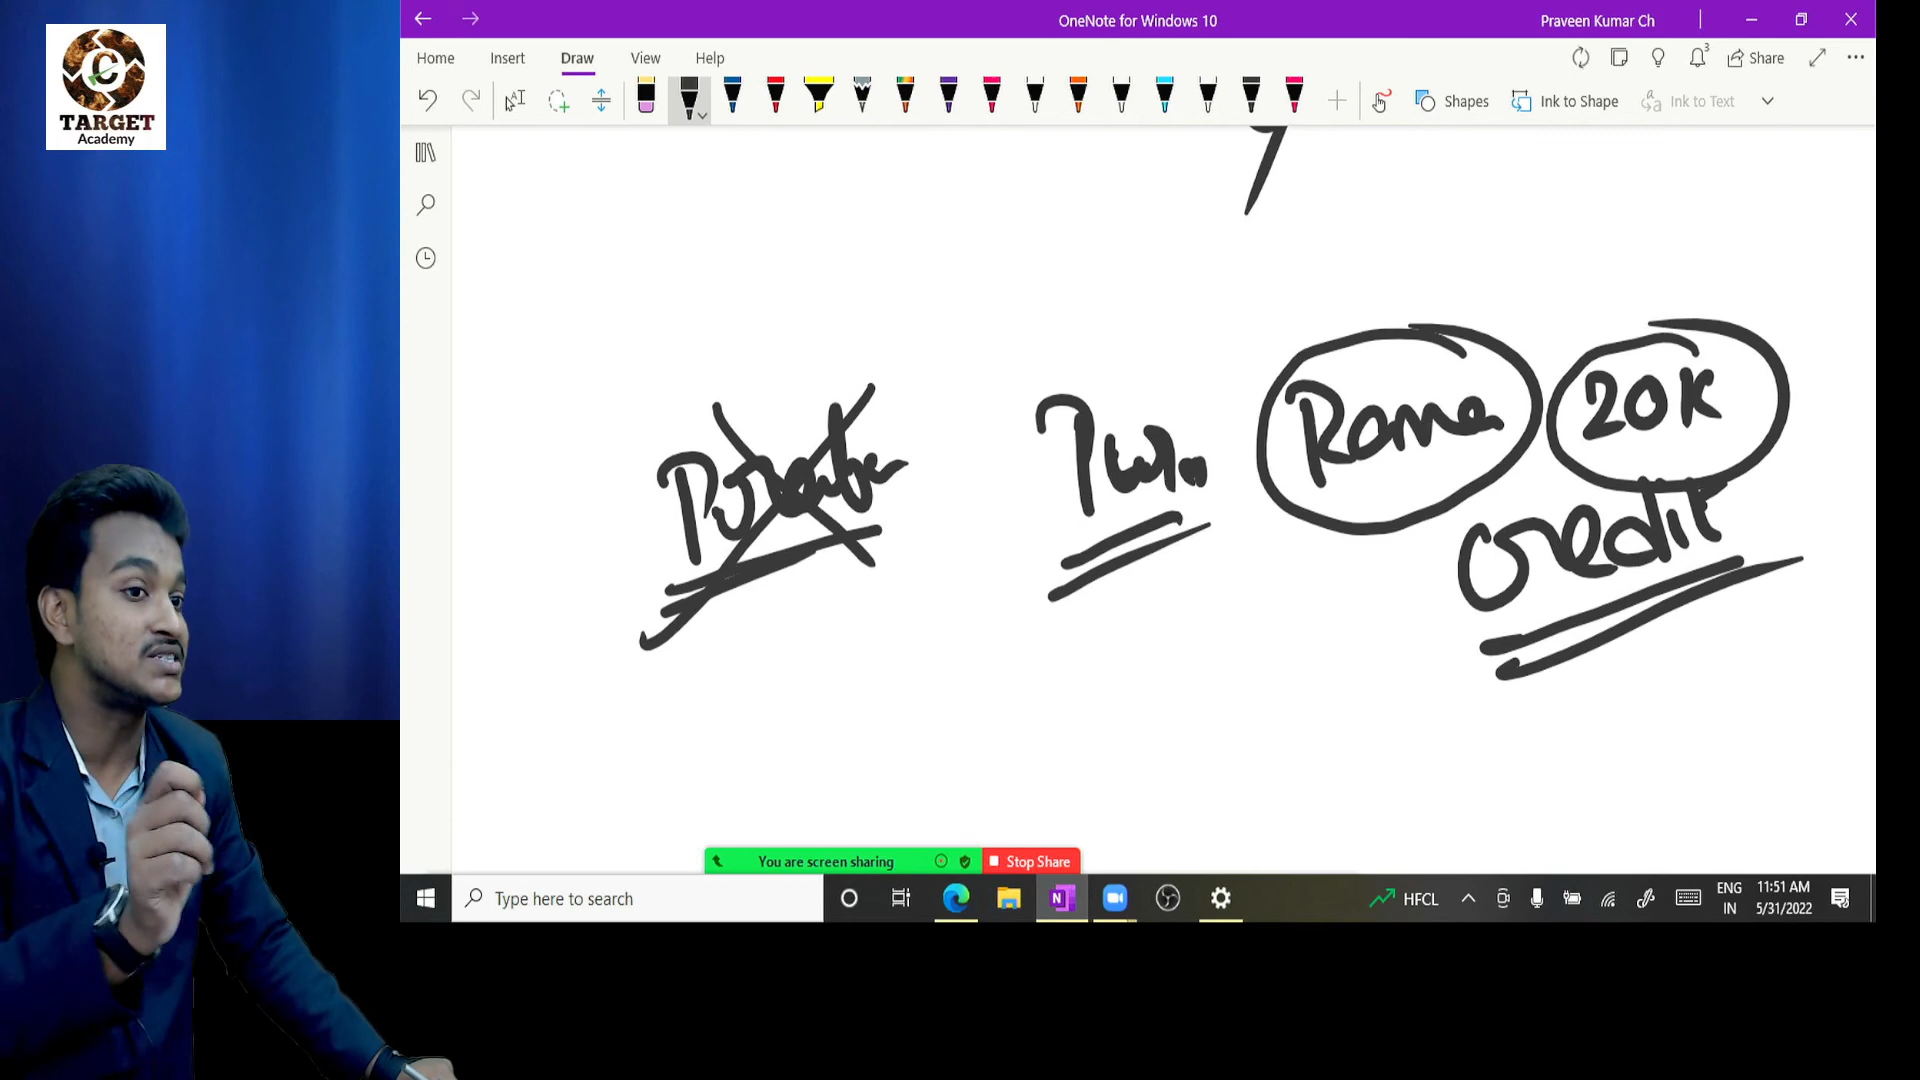 TARGET
Academy
OneNote for Windows 10
Praveen Kumar Ch
Home Insert Draw View Help
3
Share
Shapes
Ink to Shape
Ink to Text
Rama
20K
credit
You are screen sharing
Stop Share
Type here to search
HFCL
ENG
IN
11:51 AM
5/31/2022